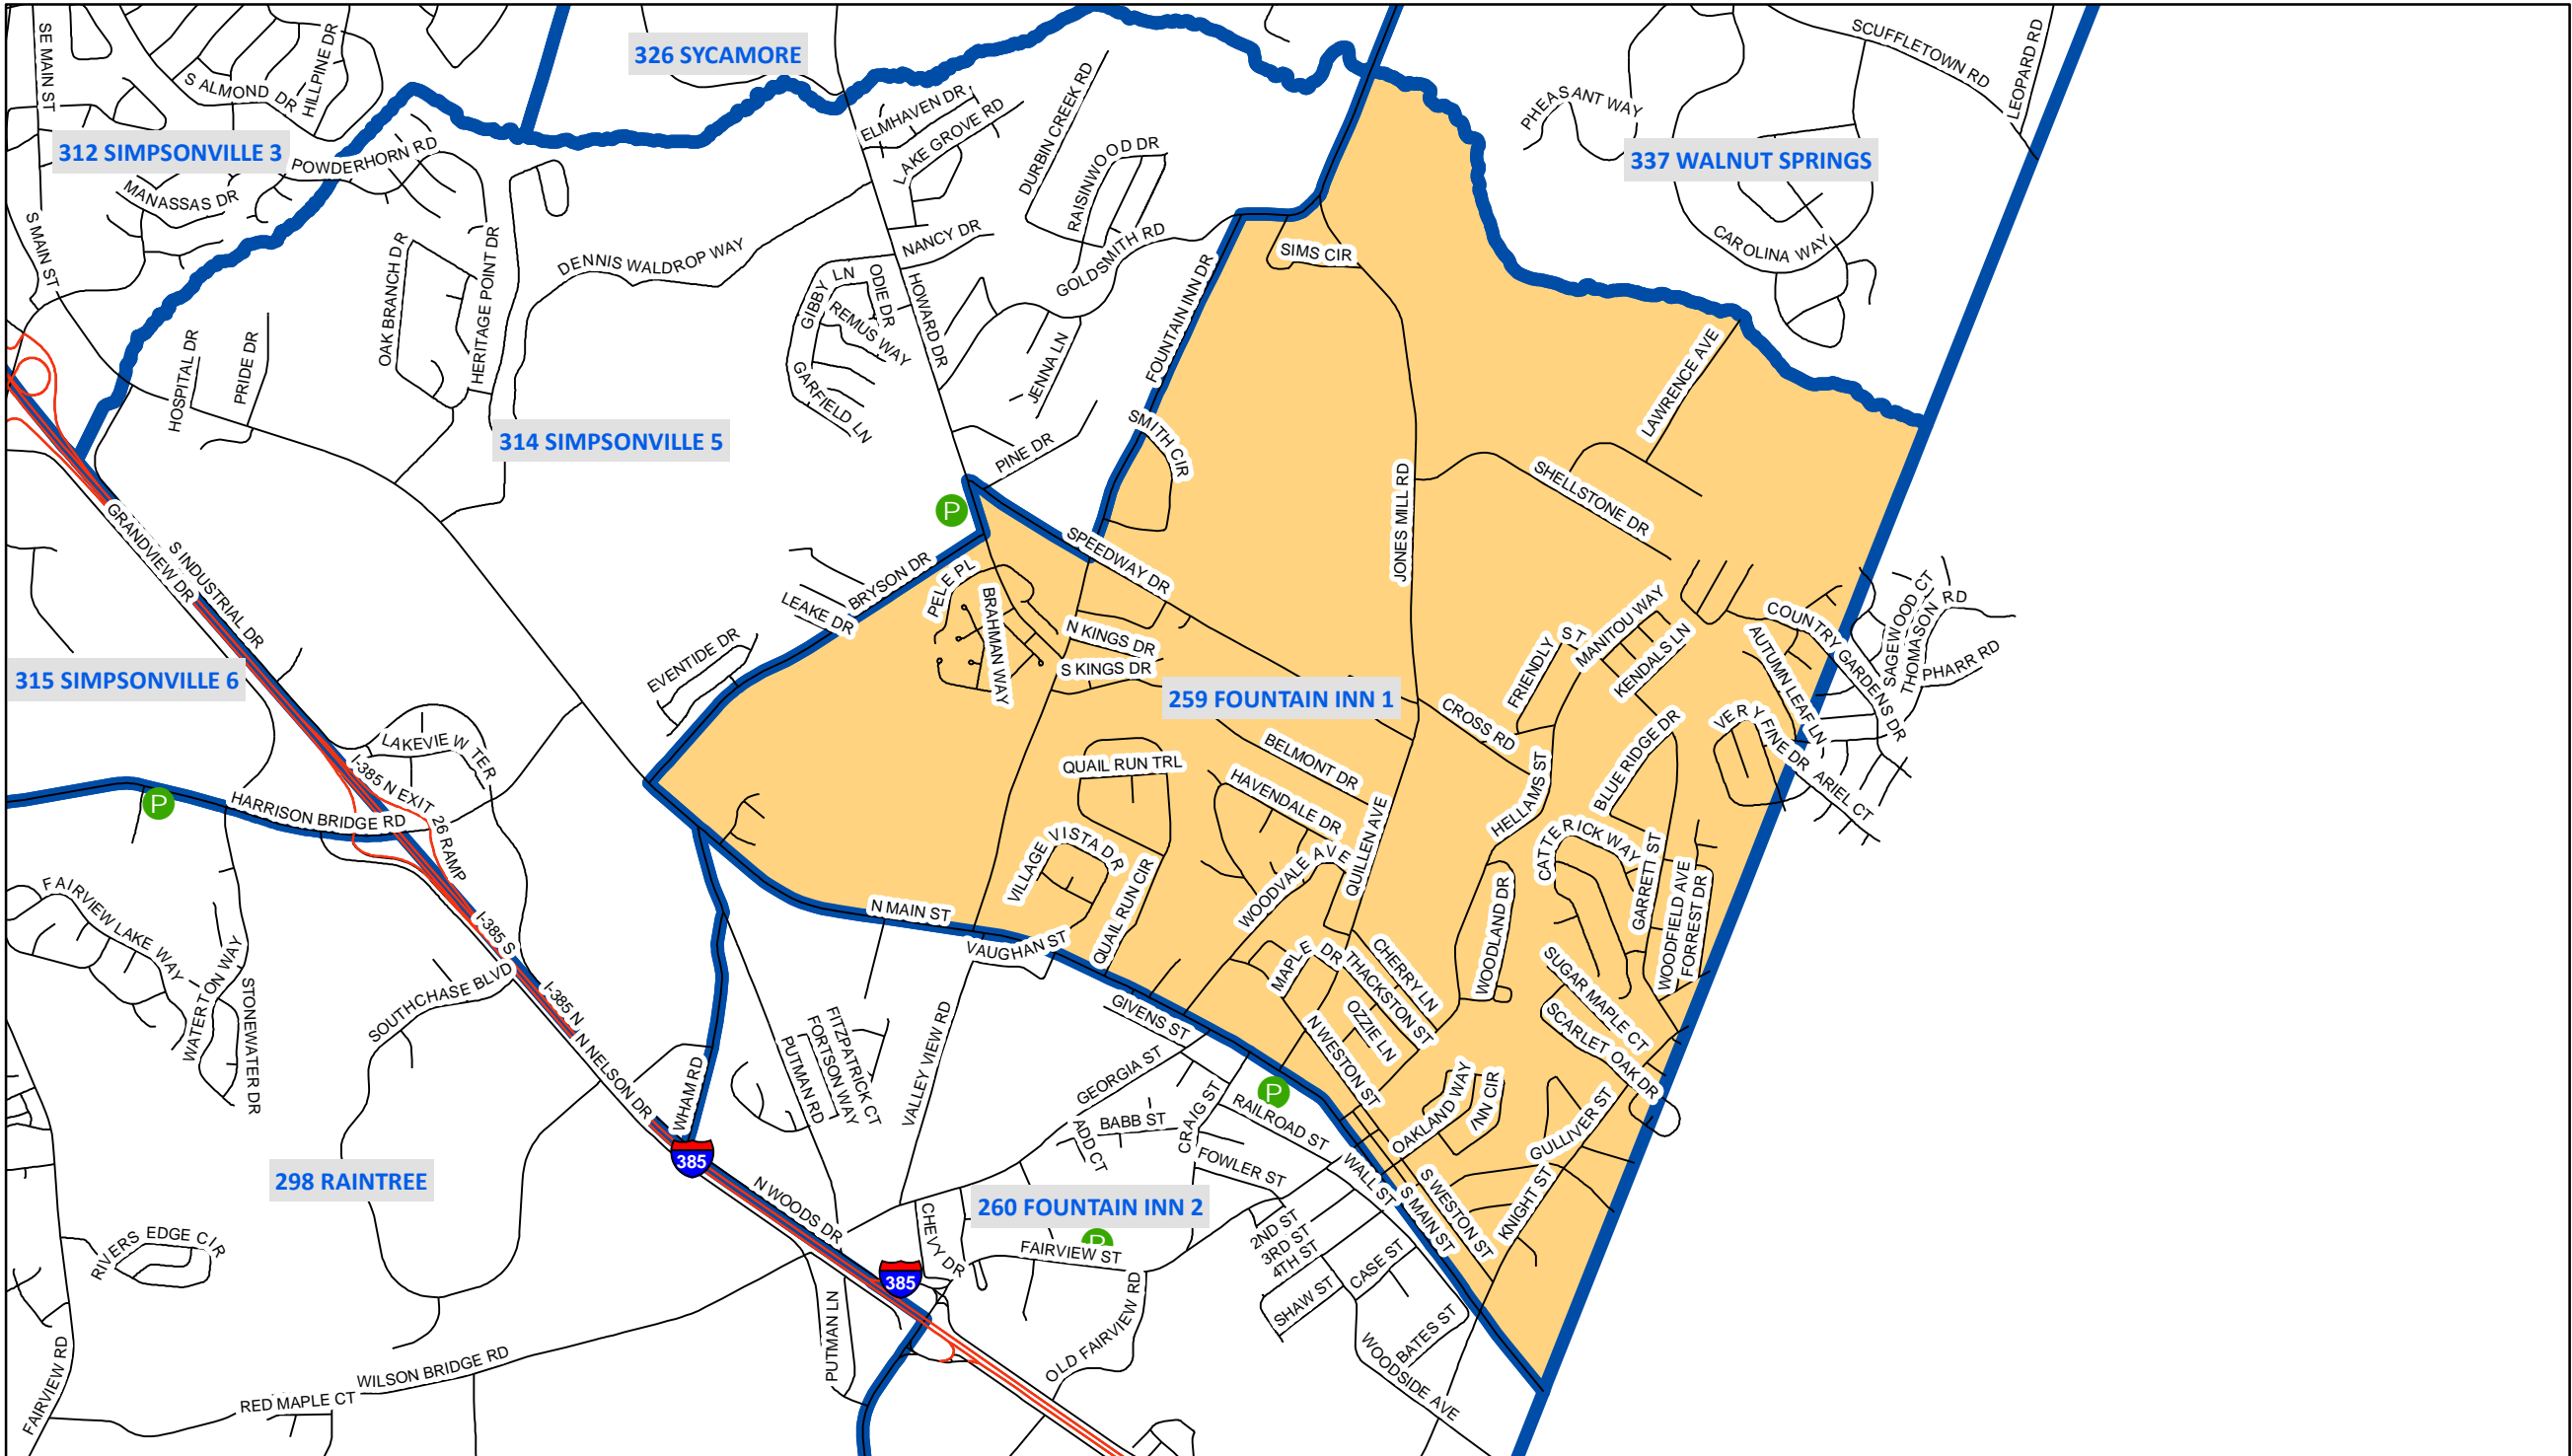 SE MAIN ST
S ALMOND DR
HILLPINE DR
326 SYCAMORE
SCUFFLETOWN RD
LEOPARD RD
312 SIMPSONVILLE 3
POWDERHORN RD
MANASSAS DR
ELMHAVEN DR
LAKE GROVE RD
DURBIN CREEK RD
RAISINWOOD DR
PHEASANT WAY
337 WALNUT SPRINGS
S MAIN ST
OAK BRANCH DR
HERITAGE POINT DR
DENNIS WALDROP WAY
NANCY DR
GOLDSMITH RD
SIMS CIR
CAROLINA WAY
GIBBY LN
ODIE DR
REMUS WAY
HOWARD DR
FOUNTAIN INN DR
HOSPITAL DR
PRIDE DR
GARFIELD LN
JENNA LN
LAWRENCE AVE
314 SIMPSONVILLE 5
PINE DR
SMITH CIR
JONES MILL RD
SHELLSTONE DR
P
GRANDVIEW DR
S INDUSTRIAL DR
SPEEDWAY DR
BRYSON DR
LEAKE DR
PELE PL
BRAHMAN WAY
N KINGS DR
S KINGS DR
EVENTIDE DR
FRIENDLY ST
MANITOU WAY
KENDALS LN
COUNTRY GARDENS DR
AUTUMN LEAF LN
SAGEWOOD CT
THOMASON RD
PHARR RD
315 SIMPSONVILLE 6
259 FOUNTAIN INN 1
CROSS RD
VERY FINE DR
ARIEL CT
LAKEVIEW TER
I-385 N EXIT 26 RAMP
HARRISON BRIDGE RD
P
QUAIL RUN TRL
BELMONT DR
HAVENDALE DR
HELLAMS ST
BLUE RIDGE DR
QUILLEN AVE
CATTERICK WAY
GARRETT ST
VILLAGE VISTA DR
WOODVALE AVE
WOODLAND DR
WOODFIELD AVE
FORREST DR
FAIRVIEW LAKE WAY
WATERTON WAY
STONEWATER DR
I-385 S
I-385 N
SOUTHCHASE BLVD
N NELSON DR
N MAIN ST
VAUGHAN ST
QUAIL RUN CIR
MAPLE DR
THACKSTON ST
CHERRY LN
OZZIE LN
SUGAR MAPLE CT
SCARLET OAK DR
GIVENS ST
N WESTON ST
WHAM RD
PUTMAN RD
FORTSON WAY
FITZPATRICK CT
VALLEY VIEW RD
GEORGIA ST
BABB ST
ADD CT
CRAIG ST
P
RAILROAD ST
OAKLAND WAY
INN CIR
GULLIVER ST
385
298 RAINTREE
N WOODS DR
FOWLER ST
WALL ST
S MAIN ST
S WESTON ST
KNIGHT ST
260 FOUNTAIN INN 2
CHEVY DR
385
P
FAIRVIEW ST
2ND ST
3RD ST
4TH ST
SHAW ST
CASE ST
BATES ST
WOODSIDE AVE
OLD FAIRVIEW RD
PUTMAN LN
RIVERS EDGE CIR
FAIRVIEW RD
RED MAPLE CT
WILSON BRIDGE RD